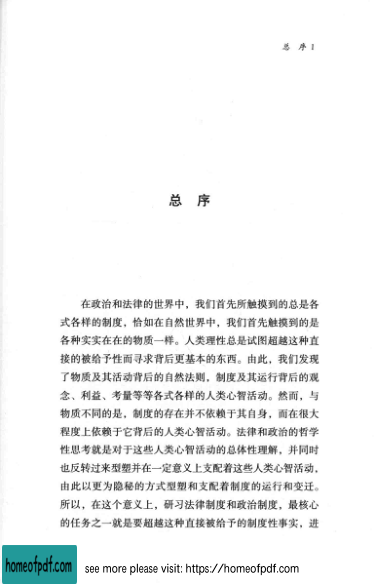 总 序 1
总 序
在政治和法律的世界中，我们首先所触摸到的总是各
式各样的制度，恰如在自然世界中，我们首先触摸到的是
各种实实在在的物质一样。人类理性总是试图超越这种直
接的被给予性而寻求背后更基本的东西。由此，我们发现
了物质及其活动背后的自然法则，制度及其运行背后的观
念、利益、考量等等各式各样的人类心智活动。然而，与
物质不同的是，制度的存在并不依赖于其自身，而在很大
程度上依赖于它背后的人类心智活动。法律和政治的哲学
性思考就是对于这些人类心智活动的总体性理解，并同时
也反转过来型塑并在一定意义上支配着这些人类心智活动，
由此以更为隐秘的方式型塑和支配着制度的运行和变迁。
所以，在这个意义上，研习法律制度和政治制度，最核心
的任务之一就是要超越这种直接被给予的制度性事实，进
homeofpdf.com
see more please visit: https://homeofpdf.com